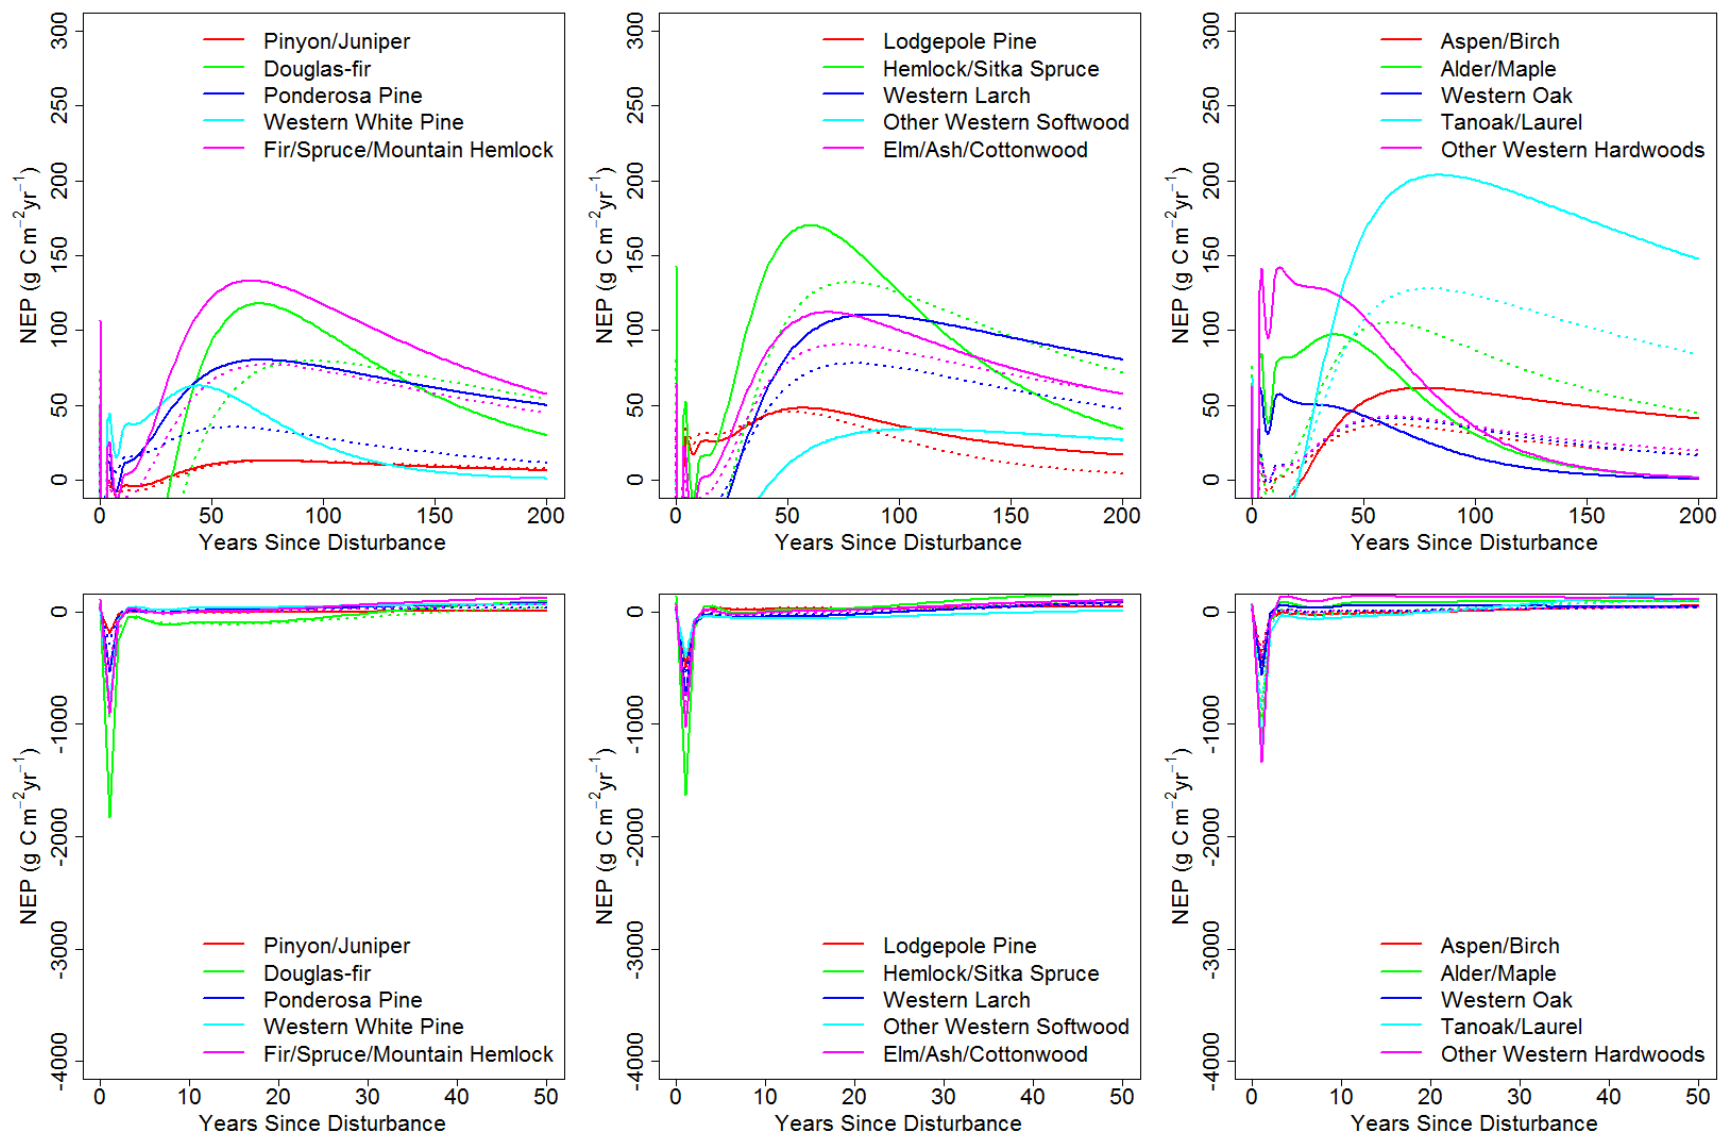 NEP (g C m−2yr−1)
300
250
200
150
100
50
0
Pinyon/Juniper
Douglas-fir
Ponderosa Pine
Western White Pine
Fir/Spruce/Mountain Hemlock
0 50 100 150 200
Years Since Disturbance
NEP (g C m−2yr−1)
300
250
200
150
100
50
0
Lodgepole Pine
Hemlock/Sitka Spruce
Western Larch
Other Western Softwood
Elm/Ash/Cottonwood
0 50 100 150 200
Years Since Disturbance
NEP (g C m−2yr−1)
300
250
200
150
100
50
0
Aspen/Birch
Alder/Maple
Western Oak
Tanoak/Laurel
Other Western Hardwoods
0 50 100 150 200
Years Since Disturbance
NEP (g C m−2yr−1)
0
-1000
-2000
-3000
-4000
Pinyon/Juniper
Douglas-fir
Ponderosa Pine
Western White Pine
Fir/Spruce/Mountain Hemlock
0 10 20 30 40 50
Years Since Disturbance
NEP (g C m−2yr−1)
0
-1000
-2000
-3000
-4000
Lodgepole Pine
Hemlock/Sitka Spruce
Western Larch
Other Western Softwood
Elm/Ash/Cottonwood
0 10 20 30 40 50
Years Since Disturbance
NEP (g C m−2yr−1)
0
-1000
-2000
-3000
-4000
Aspen/Birch
Alder/Maple
Western Oak
Tanoak/Laurel
Other Western Hardwoods
0 10 20 30 40 50
Years Since Disturbance